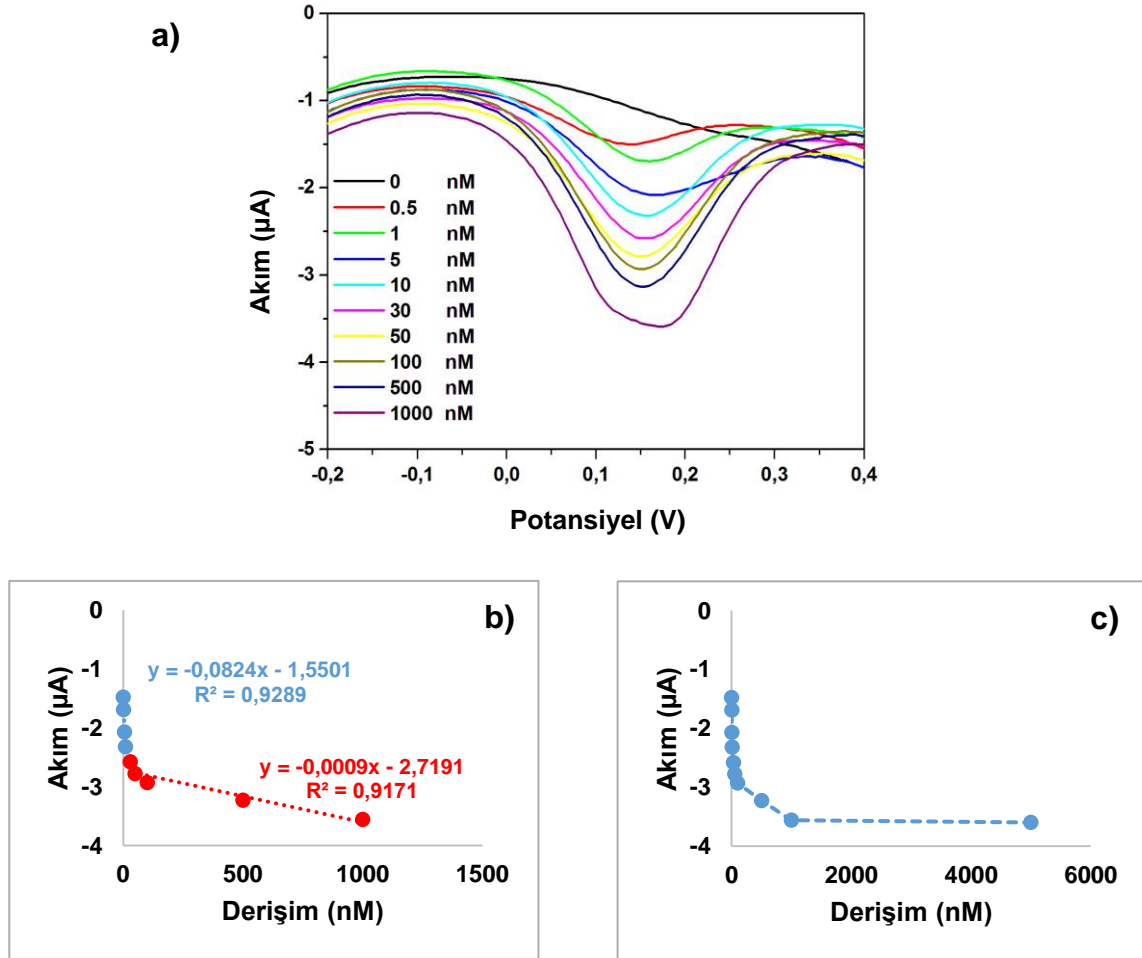 a)
0
-1
-2
-3
-4
-5
Akım (µA)
0 nM
0.5 nM
1 nM
5 nM
10 nM
30 nM
50 nM
100 nM
500 nM
1000 nM
-0,2 -0,1 0,0 0,1 0,2 0,3 0,4
Potansiyel (V)
b)
0
-1
-2
-3
-4
Akım (µA)
y = -0,0824x - 1,5501
R² = 0,9289
y = -0,0009x - 2,7191
R² = 0,9171
0 500 1000 1500
Derişim (nM)
c)
0
-1
-2
-3
-4
Akım (µA)
0 2000 4000 6000
Derişim (nM)